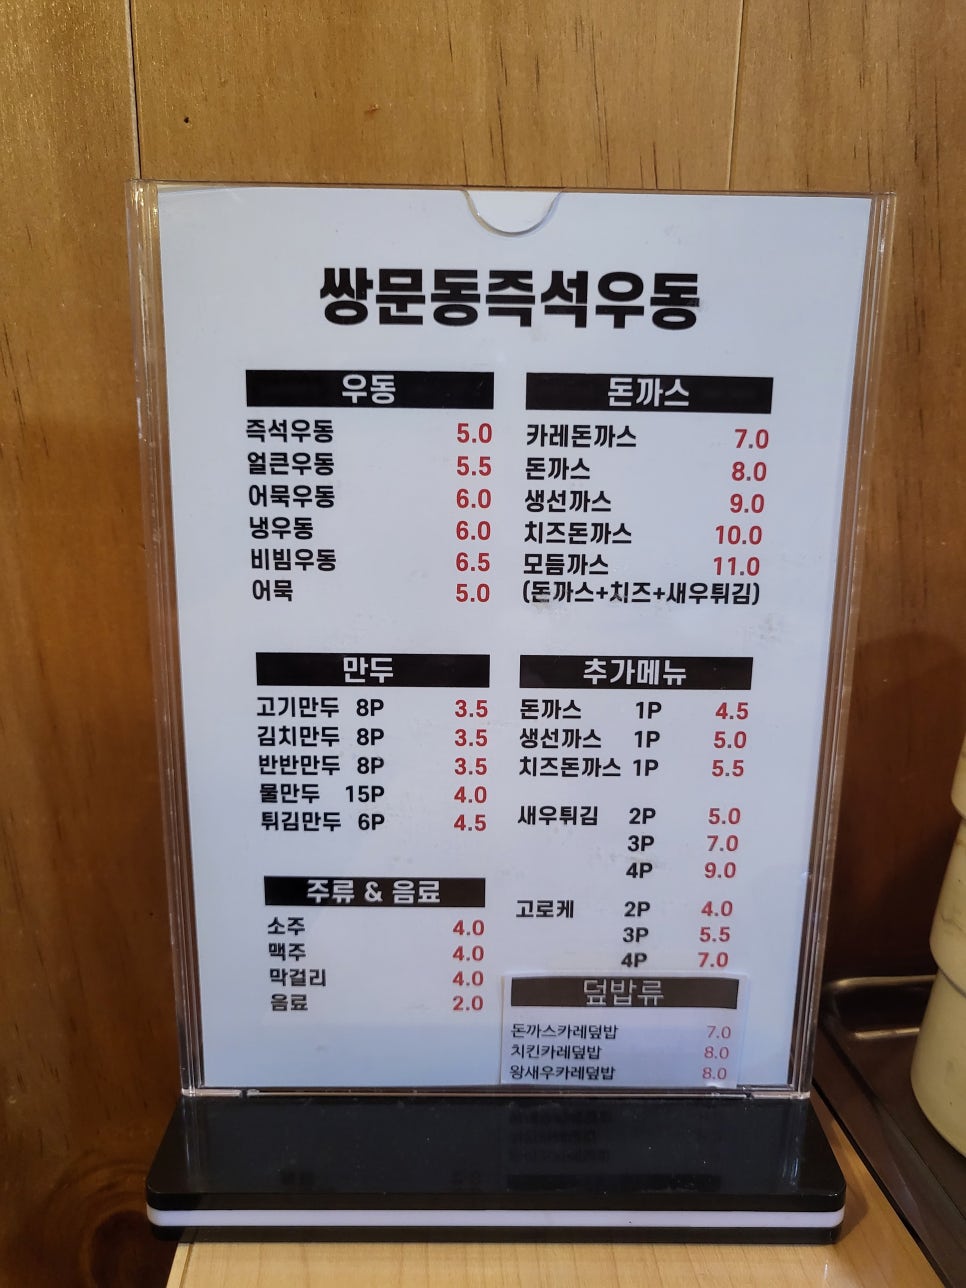 쌍문동즉석우동
우동
즉석우동 5.0
얼큰우동 5.5
어묵우동 6.0
냉우동 6.0
비빔우동 6.5
어묵 5.0
돈까스
카레돈까스 7.0
돈까스 8.0
생선까스 9.0
치즈돈까스 10.0
모듬까스 11.0
(돈까스+치즈+새우튀김)
만두
고기만두 8P 3.5
김치만두 8P 3.5
반반만두 8P 3.5
물만두 15P 4.0
튀김만두 6P 4.5
추가메뉴
돈까스 1P 4.5
생선까스 1P 5.0
치즈돈까스 1P 5.5
새우튀김 2P 5.0
3P 7.0
4P 9.0
고로케 2P 4.0
3P 5.5
4P 7.0
주류 & 음료
소주 4.0
맥주 4.0
막걸리 4.0
음료 2.0
덮밥류
돈까스카레덮밥 7.0
치킨카레덮밥 8.0
왕새우카레덮밥 8.0